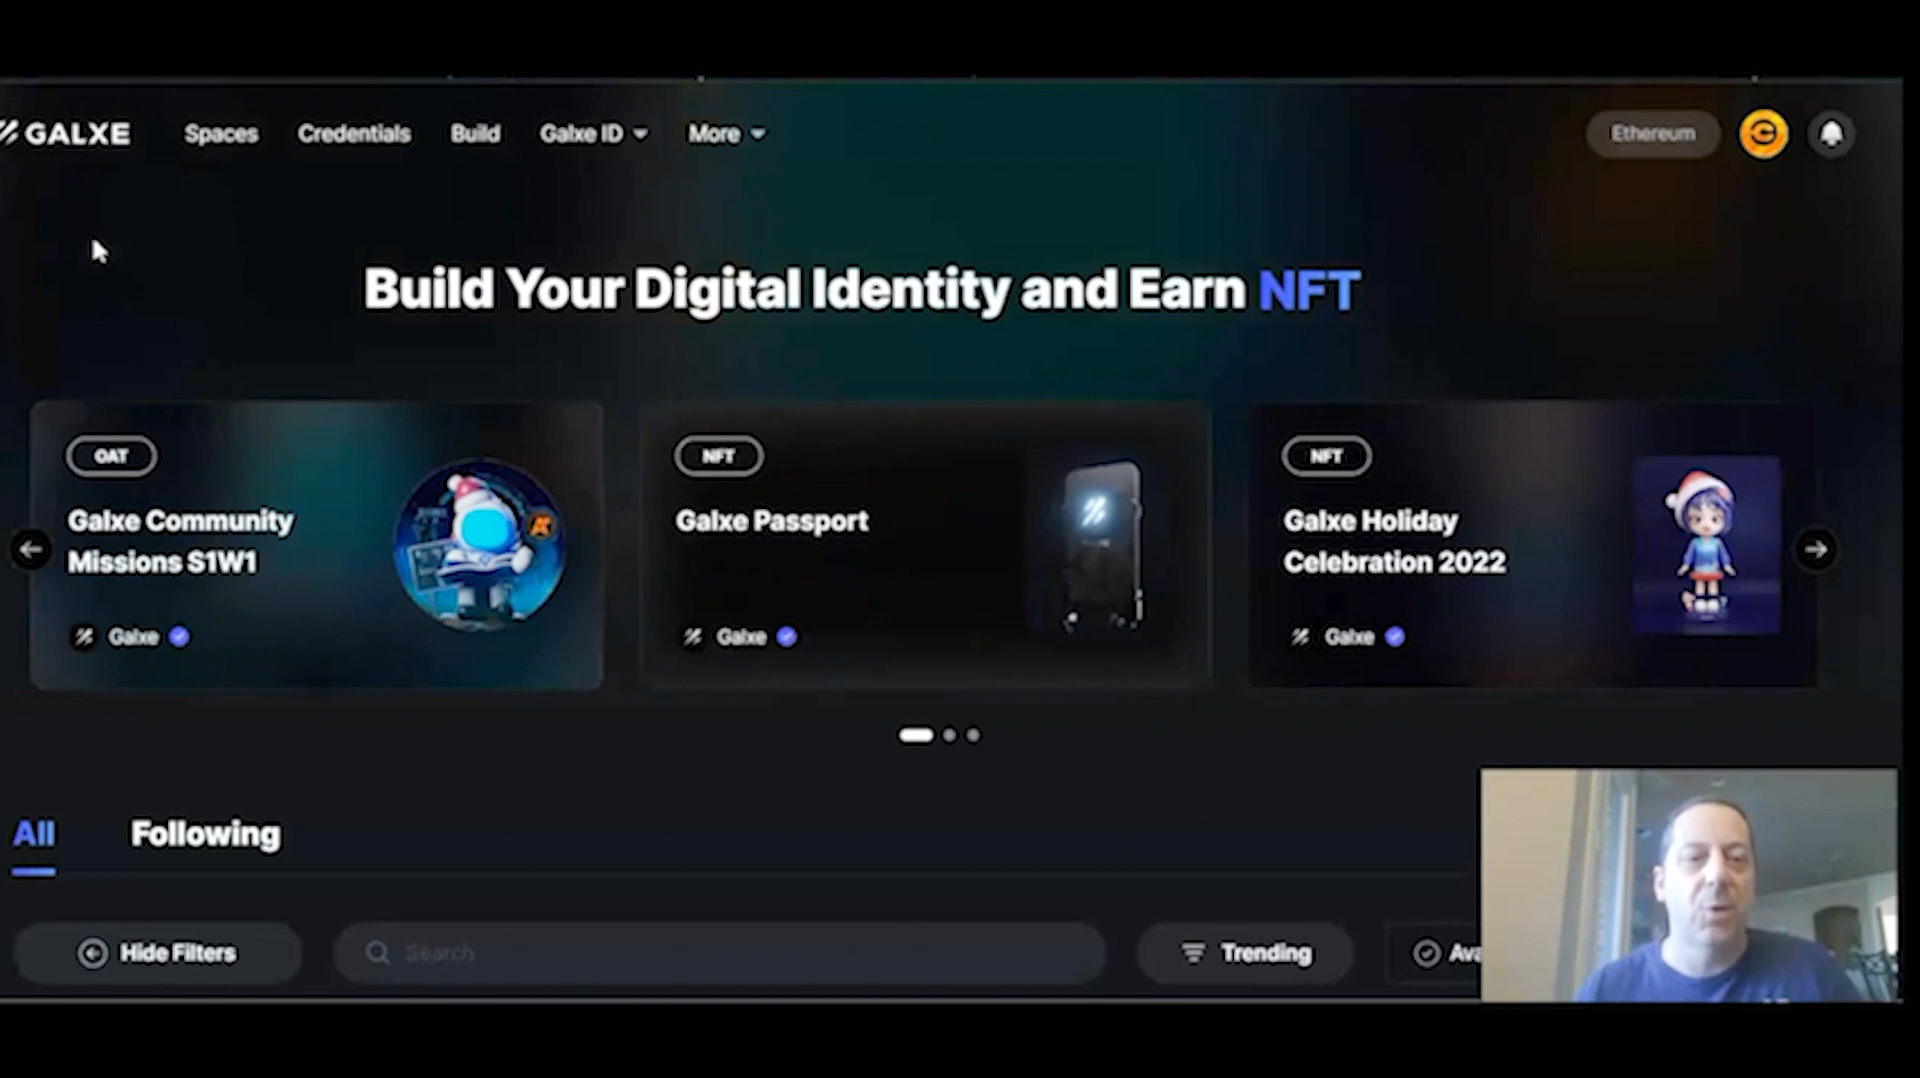 GALXE
Spaces
Credentials
Build
Galxe ID
More
Ethereum
Build Your Digital Identity and Earn NFT
OAT
Galxe Community
Missions S1W1
Galxe
NFT
Galxe Passport
Galxe
NFT
Galxe Holiday
Celebration 2022
Galxe
All
Following
Hide Filters
Search
Trending